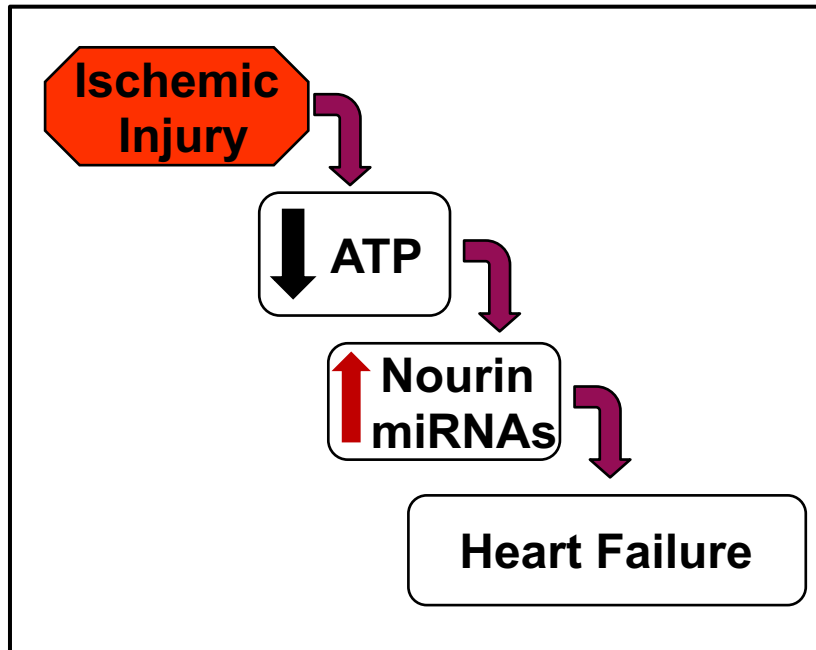 Ischemic
Injury
ATP
Nourin
miRNAs
Heart Failure